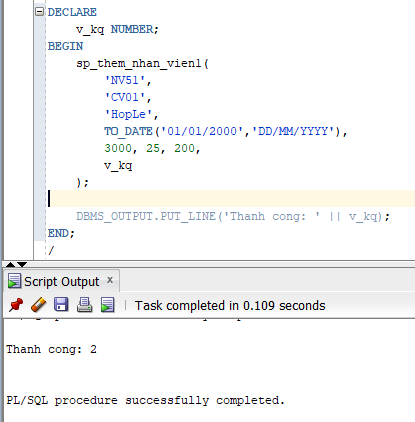 DECLARE
v_kq NUMBER;
BEGIN
sp_them_nhan_vien1(
'NV51',
'CV01',
'HopLe',
TO_DATE('01/01/2000','DD/MM/YYYY'),
3000, 25, 200,
v_kq
);
DBMS_OUTPUT.PUT_LINE('Thanh cong: ' || v_kq);
END;
/
Script Output x
Task completed in 0.109 seconds
Thanh cong: 2
PL/SQL procedure successfully completed.